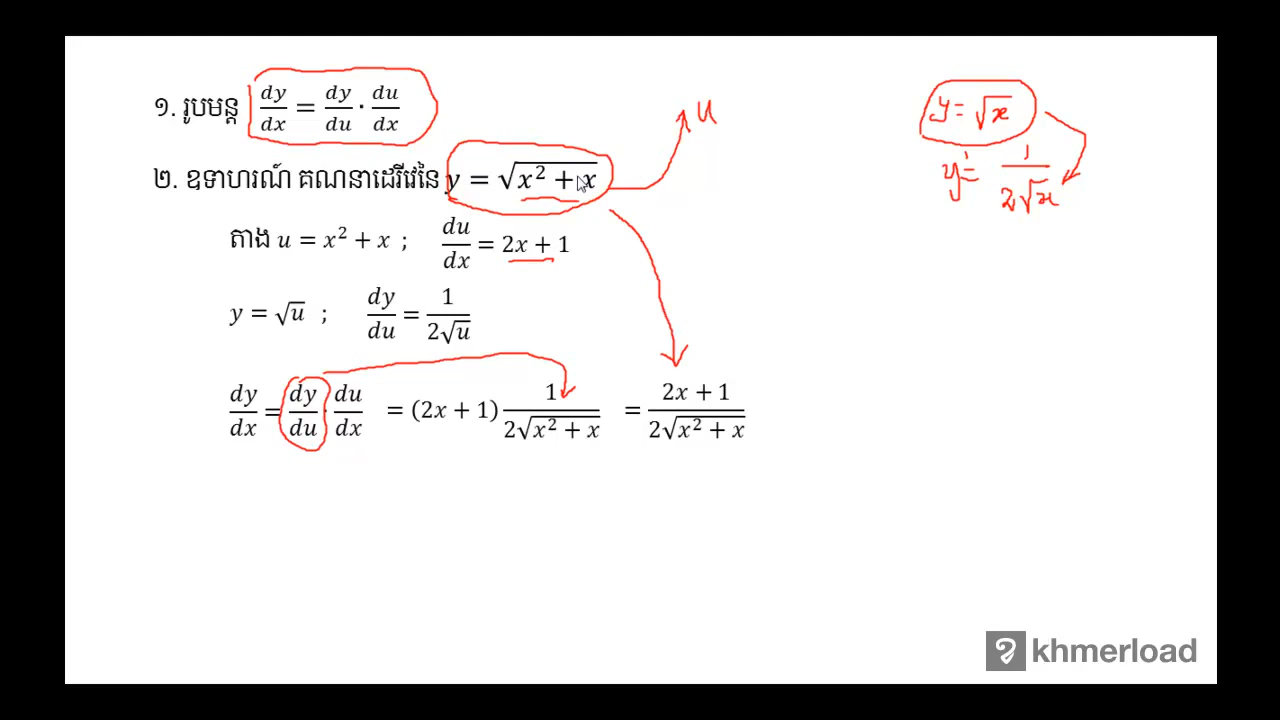 ១. រូបមន្ត dy/dx = dy/du · du/dx
y = √x
y' = 1/(2√x)
u
២. ឧទាហរណ៍ គណនាដេរីវេនៃ y = √(x² + x)
តាង u = x² + x ; du/dx = 2x + 1
y = √u ; dy/du = 1/(2√u)
dy/dx = dy/du · du/dx = (2x + 1) 1/(2√(x² + x)) = (2x + 1)/(2√(x² + x))
khmerload